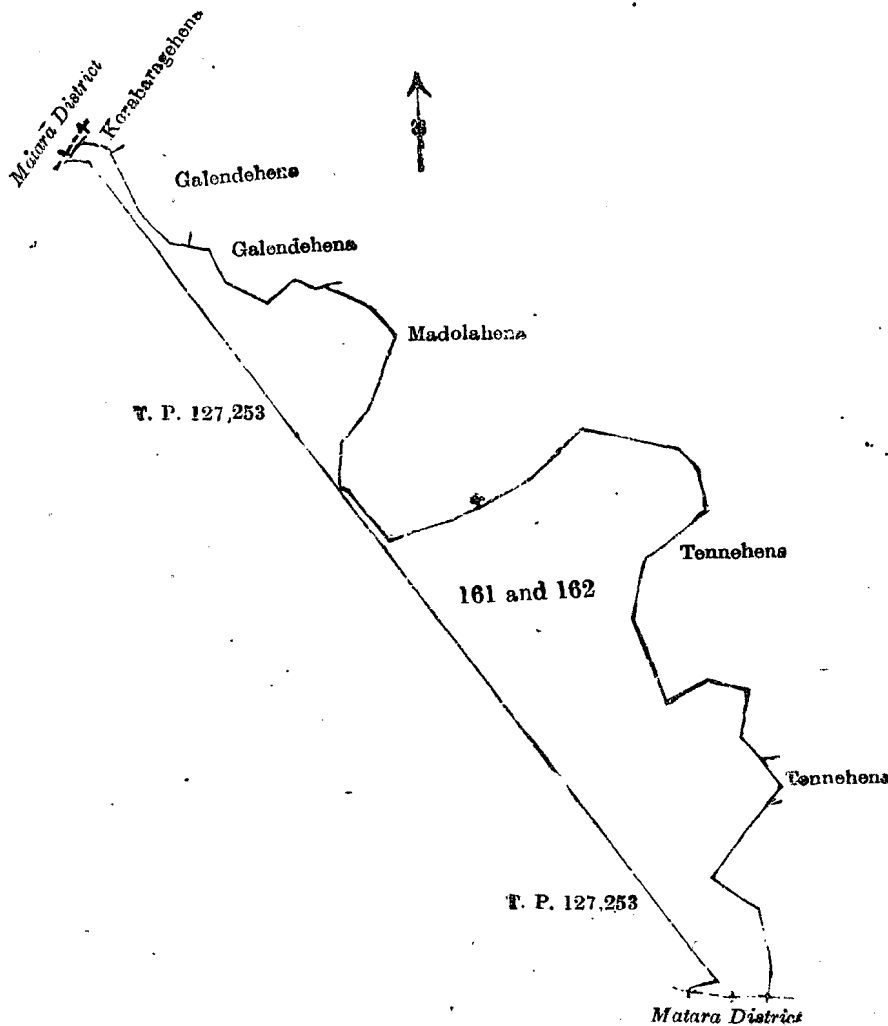 Matara District
Korabaragehena
Galendehena
Galendehena
Madolahena
T. P. 127,253
Tennehena
161 and 162
Tennehena
T. P. 127,253
Matara District